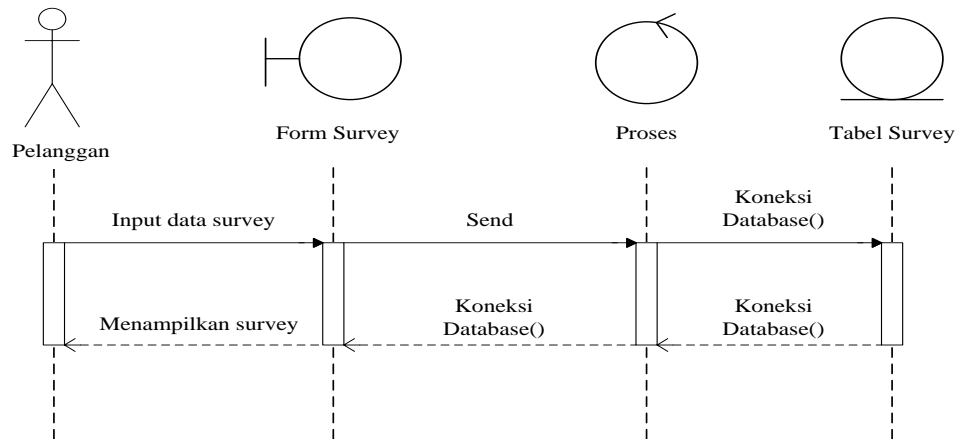 Form Survey
Proses
Tabel Survey
Pelanggan
Input data survey
Send
Koneksi
Database()
Menampilkan survey
Koneksi
Database()
Koneksi
Database()